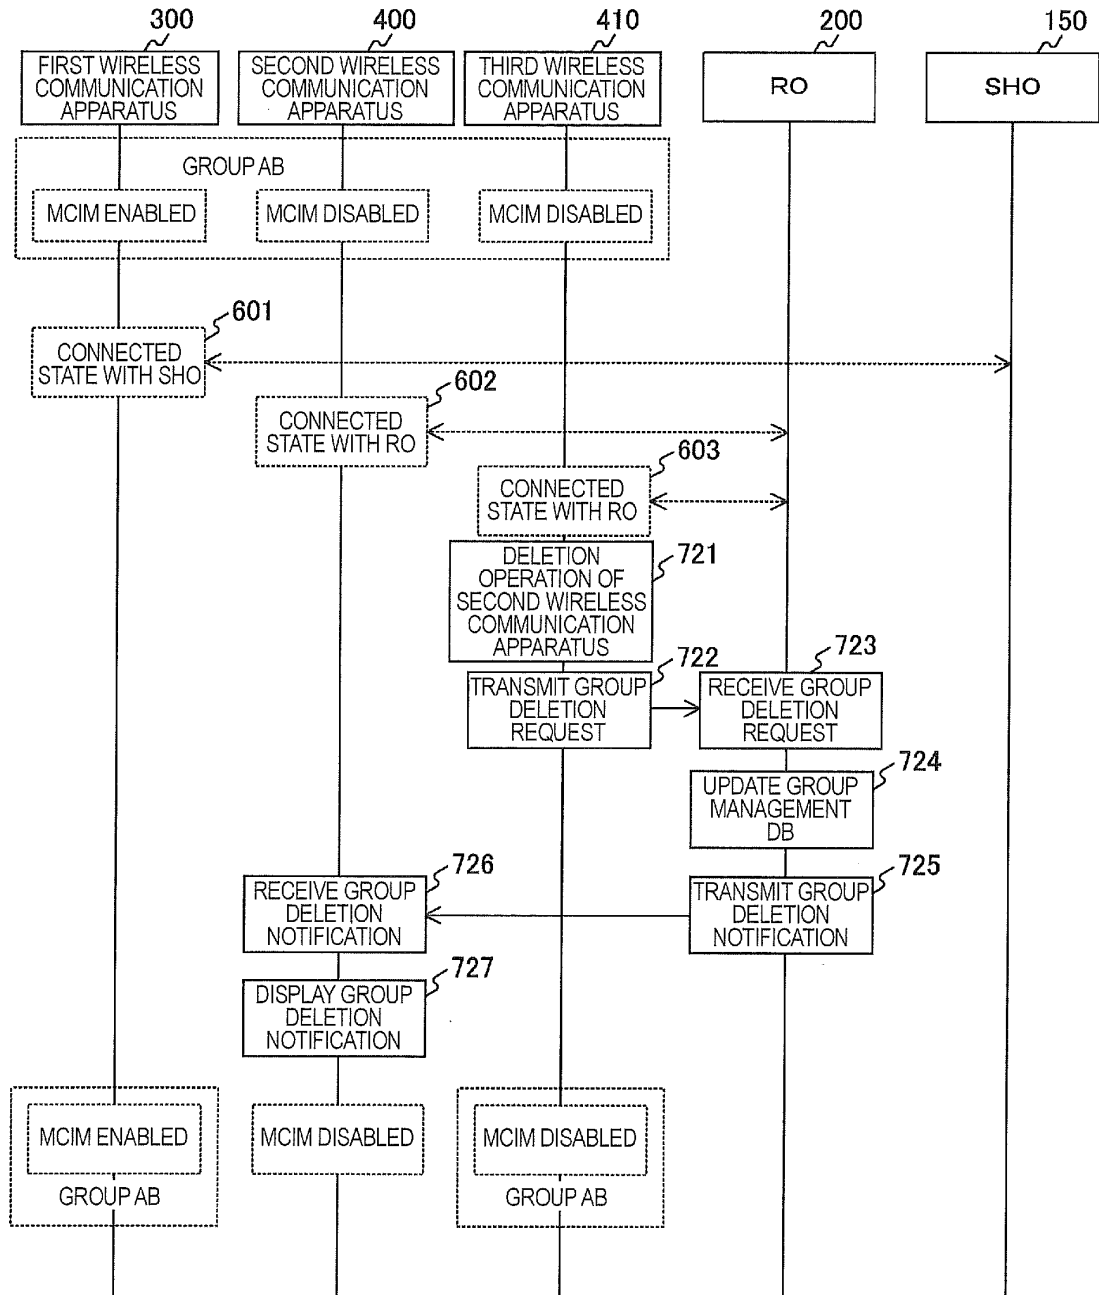 300
400
410
200
150
FIRST WIRELESS
COMMUNICATION
APPARATUS
SECOND WIRELESS
COMMUNICATION
APPARATUS
THIRD WIRELESS
COMMUNICATION
APPARATUS
RO
SHO
GROUP AB
MCIM ENABLED
MCIM DISABLED
MCIM DISABLED
601
CONNECTED
STATE WITH SHO
602
CONNECTED
STATE WITH RO
603
CONNECTED
STATE WITH RO
721
DELETION
OPERATION OF
SECOND WIRELESS
COMMUNICATION
APPARATUS
722
TRANSMIT GROUP
DELETION
REQUEST
723
RECEIVE GROUP
DELETION
REQUEST
724
UPDATE GROUP
MANAGEMENT
DB
725
TRANSMIT GROUP
DELETION
NOTIFICATION
726
RECEIVE GROUP
DELETION
NOTIFICATION
727
DISPLAY GROUP
DELETION
NOTIFICATION
MCIM ENABLED
GROUP AB
MCIM DISABLED
MCIM DISABLED
GROUP AB